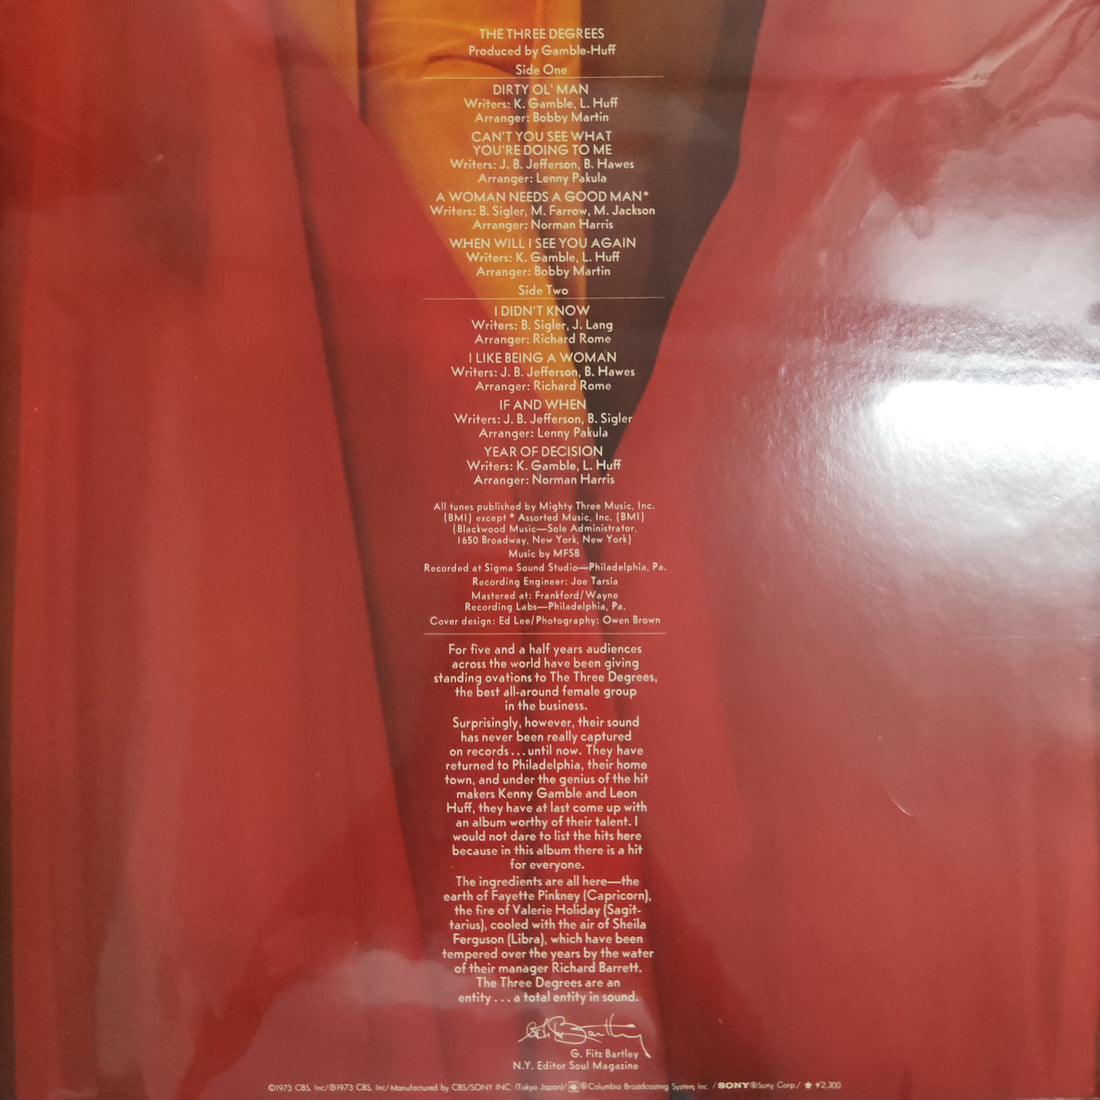 THE THREE DEGREES
Produced by Gamble-Huff
Side One
DIRTY OL' MAN
Writers: K. Gamble, L. Huff
Arranger: Bobby Martin
CAN'T YOU SEE WHAT
YOU'RE DOING TO ME
Writers: J. B. Jefferson, B. Hawes
Arranger: Lenny Pakula
A WOMAN NEEDS A GOOD MAN*
Writers: B. Sigler, M. Farrow, M. Jackson
Arranger: Norman Harris
WHEN WILL I SEE YOU AGAIN
Writers: K. Gamble, L. Huff
Arranger: Bobby Martin
Side Two
I DIDN'T KNOW
Writers: B. Sigler, J. Lang
Arranger: Richard Rome
I LIKE BEING A WOMAN
Writers: J. B. Jefferson, B. Hawes
Arranger: Richard Rome
IF AND WHEN
Writers: J. B. Jefferson, B. Sigler
Arranger: Lenny Pakula
YEAR OF DECISION
Writers: K. Gamble, L. Huff
Arranger: Norman Harris
All tunes published by Mighty Three Music, Inc.
(BMI) except * Assorted Music, Inc. (BMI)
(Blackwood Music—Sole Administrator,
1650 Broadway, New York, New York)
Music by MFSB
Recorded at Sigma Sound Studio—Philadelphia, Pa.
Recording Engineer: Joe Tarsia
Mastered at: Frankford/Wayne
Recording Labs—Philadelphia, Pa.
Cover design: Ed Lee/Photography: Owen Brown
For five and a half years audiences
across the world have been giving
standing ovations to The Three Degrees,
the best all-around female group
in the business.
Surprisingly, however, their sound
has never been really captured
on records...until now. They have
returned to Philadelphia, their home
town, and under the genius of the hit
makers Kenny Gamble and Leon
Huff, they have at last come up with
an album worthy of their talent. I
would not dare to list the hits here
because in this album there is a hit
for everyone.
The ingredients are all here—the
earth of Fayette Pinkney (Capricorn),
the fire of Valerie Holiday (Sagit-
tarius), cooled with the air of Sheila
Ferguson (Libra), which have been
tempered over the years by the water
of their manager Richard Barrett.
The Three Degrees are an
entity...a total entity in sound.
G. Fitz Bartley
N.Y. Editor Soul Magazine
©1973 CBS, Inc/℗1973 CBS, Inc/Manufactured by CBS/SONY INC (Tokyo Japan)/®Columbia Broadcasting System Inc /SONY®Sony Corp./ ★ ¥2,300